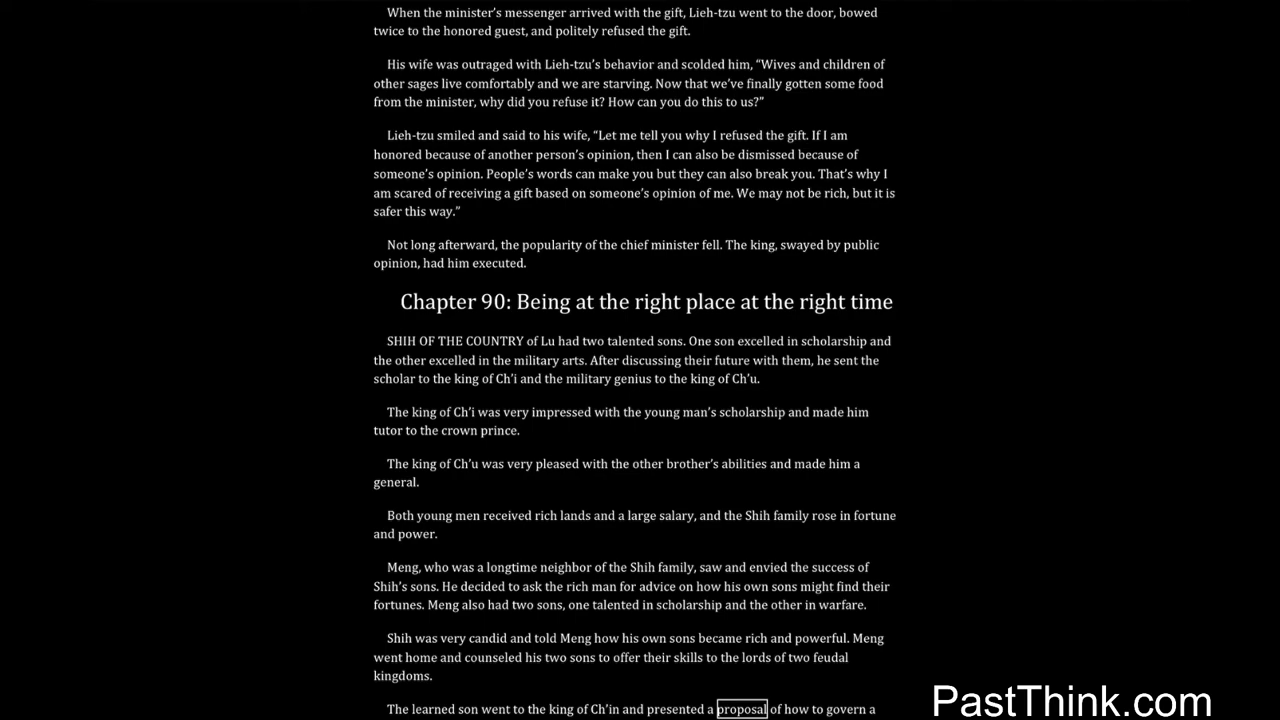 When the minister’s messenger arrived with the gift, Lieh-tzu went to the door, bowed
twice to the honored guest, and politely refused the gift.
His wife was outraged with Lieh-tzu’s behavior and scolded him, “Wives and children of
other sages live comfortably and we are starving. Now that we’ve finally gotten some food
from the minister, why did you refuse it? How can you do this to us?”
Lieh-tzu smiled and said to his wife, “Let me tell you why I refused the gift. If I am
honored because of another person’s opinion, then I can also be dismissed because of
someone’s opinion. People’s words can make you but they can also break you. That’s why I
am scared of receiving a gift based on someone’s opinion of me. We may not be rich, but it is
safer this way.”
Not long afterward, the popularity of the chief minister fell. The king, swayed by public
opinion, had him executed.
Chapter 90: Being at the right place at the right time
SHIH OF THE COUNTRY of Lu had two talented sons. One son excelled in scholarship and
the other excelled in the military arts. After discussing their future with them, he sent the
scholar to the king of Ch’i and the military genius to the king of Ch’u.
The king of Ch’i was very impressed with the young man’s scholarship and made him
tutor to the crown prince.
The king of Ch’u was very pleased with the other brother’s abilities and made him a
general.
Both young men received rich lands and a large salary, and the Shih family rose in fortune
and power.
Meng, who was a longtime neighbor of the Shih family, saw and envied the success of
Shih’s sons. He decided to ask the rich man for advice on how his own sons might find their
fortunes. Meng also had two sons, one talented in scholarship and the other in warfare.
Shih was very candid and told Meng how his own sons became rich and powerful. Meng
went home and counseled his two sons to offer their skills to the lords of two feudal
kingdoms.
The learned son went to the king of Ch’in and presented a proposal of how to govern a
PastThink.com